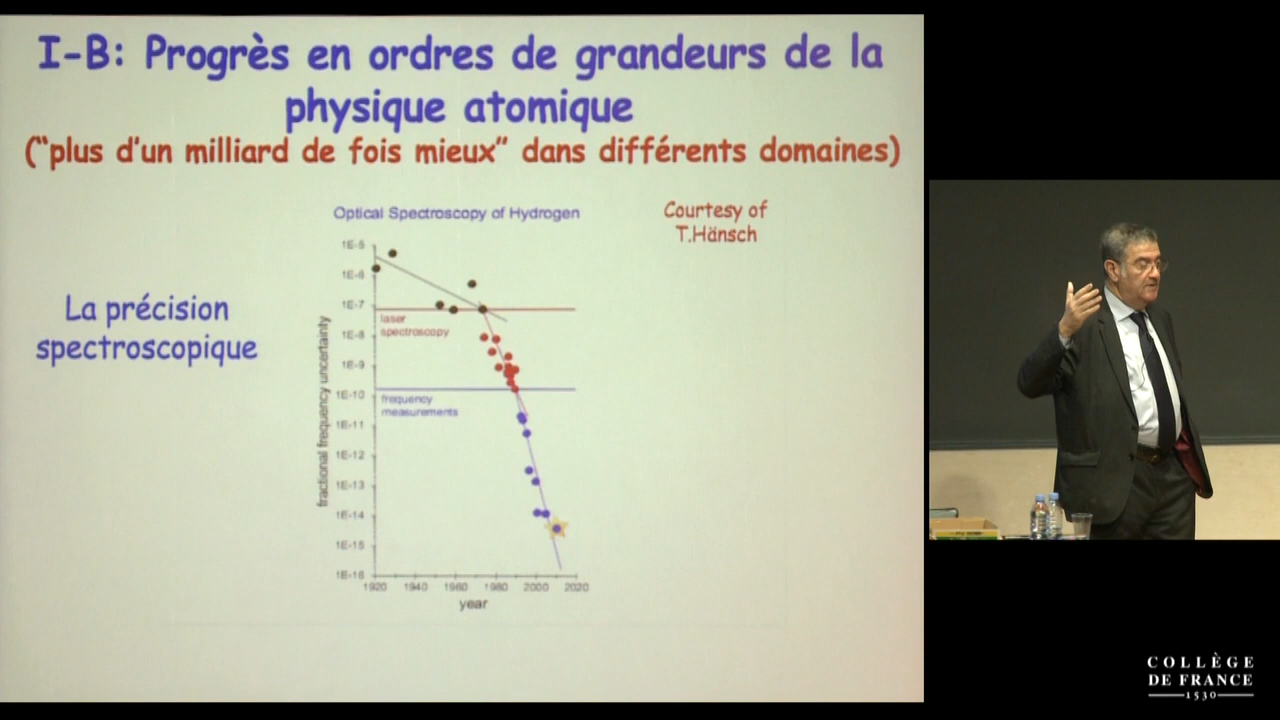 I-B: Progrès en ordres de grandeurs de la
physique atomique
("plus d'un milliard de fois mieux" dans différents domaines)
Optical Spectroscopy of Hydrogen
Courtesy of
T.Hänsch
La précision
spectroscopique
fractional frequency uncertainty
1E-5
1E-6
1E-7
laser
spectroscopy
1E-8
1E-9
1E-10
frequency
measurements
1E-11
1E-12
1E-13
1E-14
1E-15
1E-16
1920 1940 1960 1980 2000 2020
year
COLLÈGE
DE FRANCE
1530